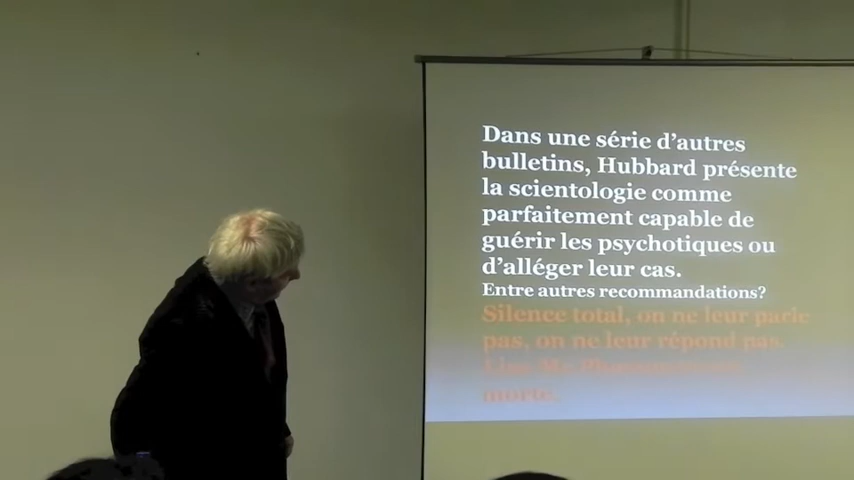 Dans une série d'autres
bulletins, Hubbard présente
la scientologie comme
parfaitement capable de
guérir les psychotiques ou
d'alléger leur cas.
Entre autres recommandations?
Silence total, on ne leur parle
pas, on ne leur répond pas.
morte.